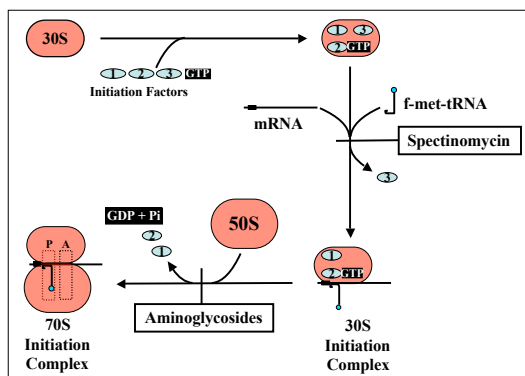 30S
1 2 3 GTP
Initiation Factors
1 3
2 GTP
f-met-tRNA
mRNA
Spectinomycin
3
GDP + Pi
50S
2
1
P A
1
2 GTP
Aminoglycosides
70S
Initiation
Complex
30S
Initiation
Complex